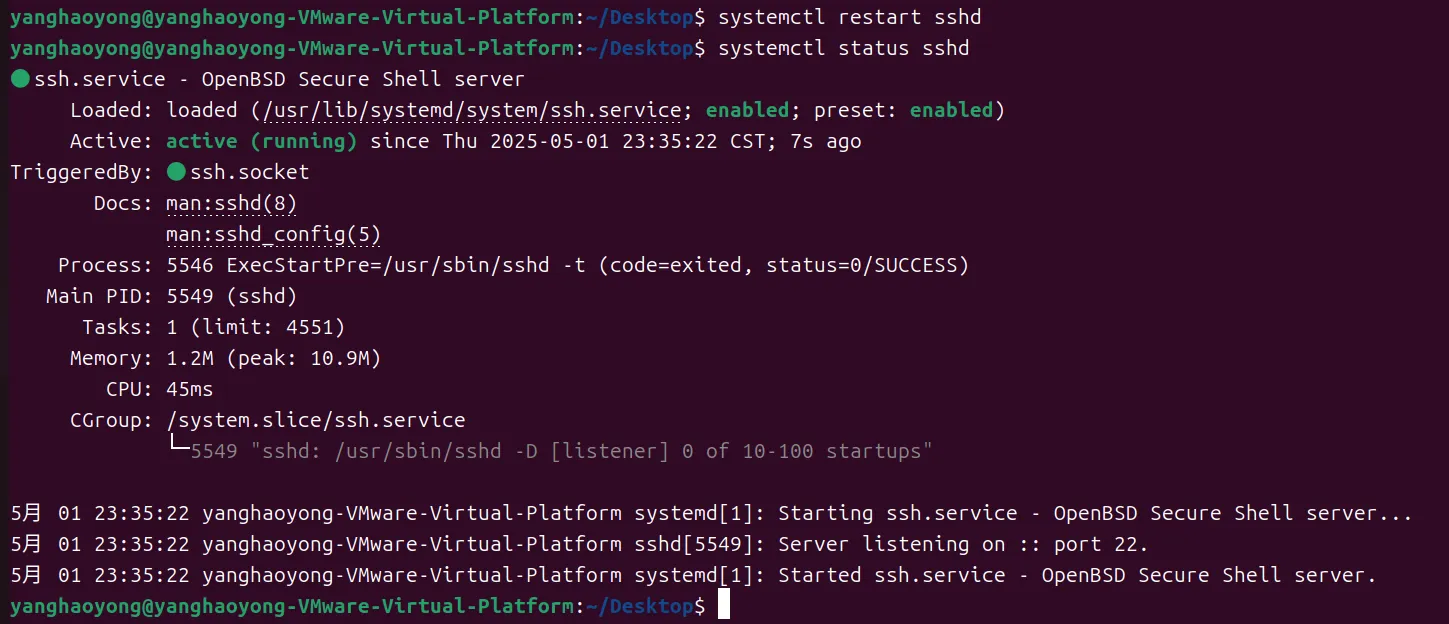 yanghaoyong@yanghaoyong-VMware-Virtual-Platform:~/Desktop$ systemctl restart sshd
yanghaoyong@yanghaoyong-VMware-Virtual-Platform:~/Desktop$ systemctl status sshd
ssh.service - OpenBSD Secure Shell server
Loaded: loaded (/usr/lib/systemd/system/ssh.service; enabled; preset: enabled)
Active: active (running) since Thu 2025-05-01 23:35:22 CST; 7s ago
TriggeredBy: ssh.socket
Docs: man:sshd(8)
man:sshd_config(5)
Process: 5546 ExecStartPre=/usr/sbin/sshd -t (code=exited, status=0/SUCCESS)
Main PID: 5549 (sshd)
Tasks: 1 (limit: 4551)
Memory: 1.2M (peak: 10.9M)
CPU: 45ms
CGroup: /system.slice/ssh.service
└─5549 "sshd: /usr/sbin/sshd -D [listener] 0 of 10-100 startups"
5月 01 23:35:22 yanghaoyong-VMware-Virtual-Platform systemd[1]: Starting ssh.service - OpenBSD Secure Shell server...
5月 01 23:35:22 yanghaoyong-VMware-Virtual-Platform sshd[5549]: Server listening on :: port 22.
5月 01 23:35:22 yanghaoyong-VMware-Virtual-Platform systemd[1]: Started ssh.service - OpenBSD Secure Shell server.
yanghaoyong@yanghaoyong-VMware-Virtual-Platform:~/Desktop$